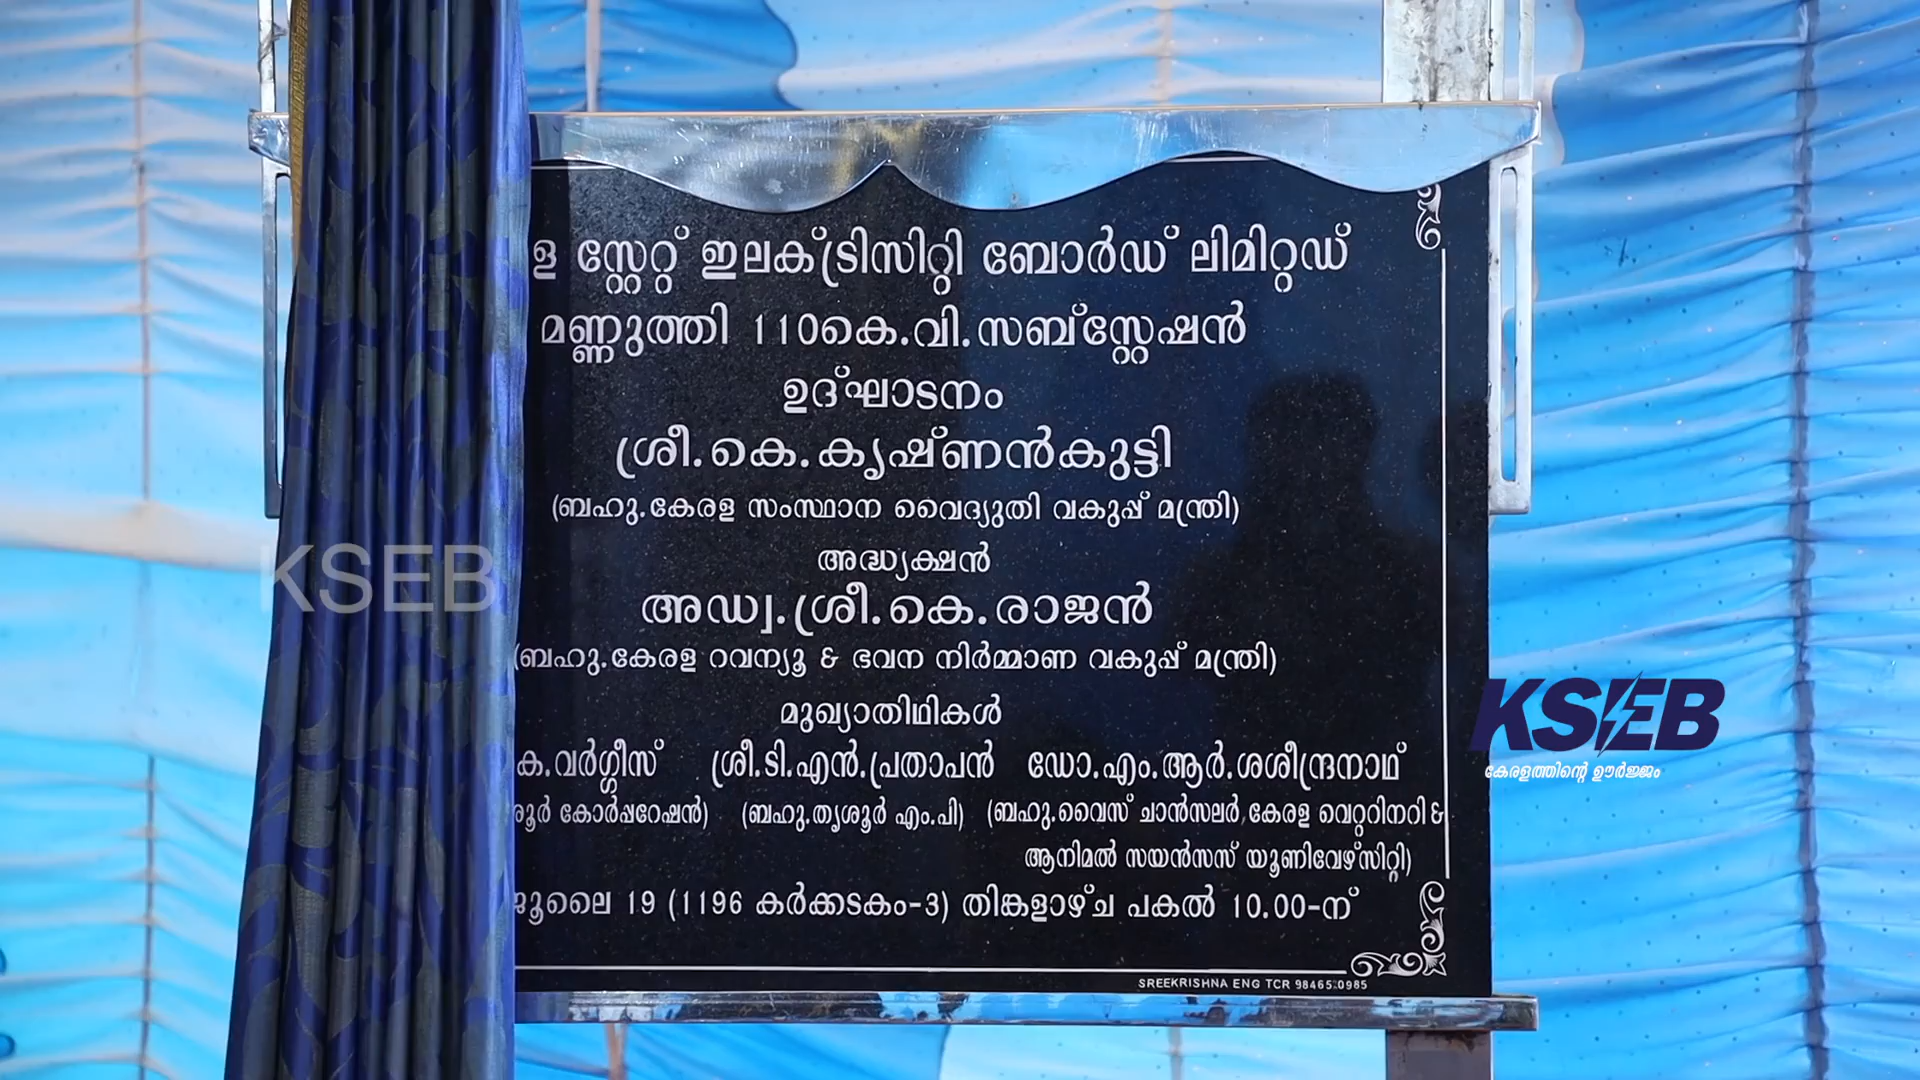 ള സ്റ്റേറ്റ് ഇലക്ട്രിസിറ്റി ബോർഡ് ലിമിറ്റഡ്
മണ്ണുത്തി 110കെ.വി.സബ്സ്റ്റേഷൻ
ഉദ്ഘാടനം
ശ്രീ.കെ.കൃഷ്ണൻകുട്ടി
(ബഹു.കേരള സംസ്ഥാന വൈദ്യുതി വകുപ്പ് മന്ത്രി)
അദ്ധ്യക്ഷൻ
അഡ്വ.ശ്രീ.കെ.രാജൻ
(ബഹു.കേരള റവന്യൂ & ഭവന നിർമ്മാണ വകുപ്പ് മന്ത്രി)
മുഖ്യാതിഥികൾ
ക.വർഗ്ഗീസ് ശ്രീ.ടി.എൻ.പ്രതാപൻ ഡോ.എം.ആർ.ശശീന്ദ്രനാഥ്
ശൂർ കോർപ്പറേഷൻ) (ബഹു.തൃശൂർ എം.പി) (ബഹു.വൈസ് ചാൻസലർ,കേരള വെറ്ററിനറി &
ആനിമൽ സയൻസസ് യൂണിവേഴ്സിറ്റി)
ജൂലൈ 19 (1196 കർക്കടകം-3) തിങ്കളാഴ്ച പകൽ 10.00-ന്
SREEKRISHNA ENG TCR 98465 0985
KSEB
KSEB
കേരളത്തിന്റെ ഊർജ്ജം